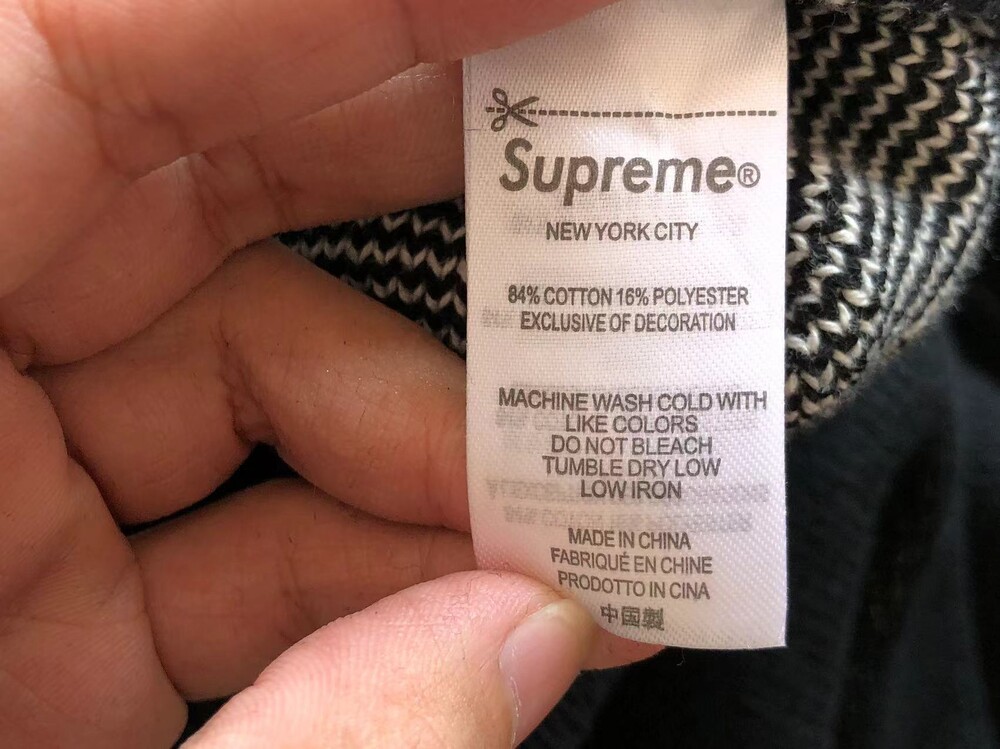 Supreme®
NEW YORK CITY
84% COTTON 16% POLYESTER
EXCLUSIVE OF DECORATION
MACHINE WASH COLD WITH
LIKE COLORS
DO NOT BLEACH
TUMBLE DRY LOW
LOW IRON
MADE IN CHINA
FABRIQUÉ EN CHINE
PRODOTTO IN CINA
中国製